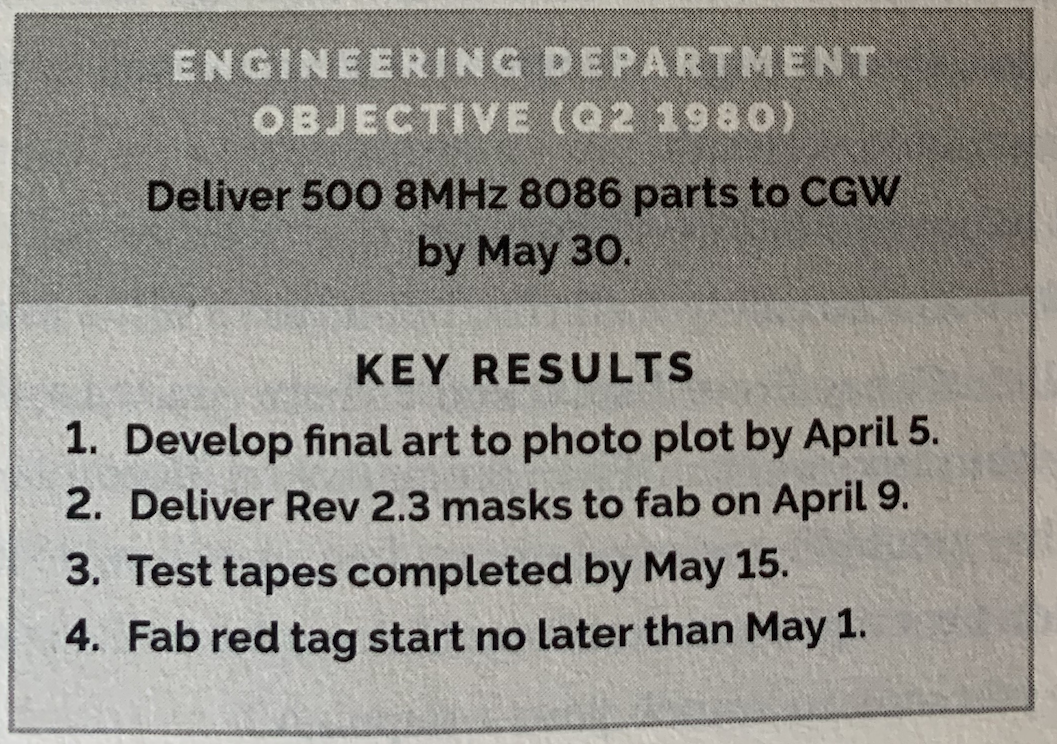 ENGINEERING DEPARTMENT
OBJECTIVE (Q2 1980)
Deliver 500 8MHz 8086 parts to CGW
by May 30.
KEY RESULTS
1. Develop final art to photo plot by April 5.
2. Deliver Rev 2.3 masks to fab on April 9.
3. Test tapes completed by May 15.
4. Fab red tag start no later than May 1.